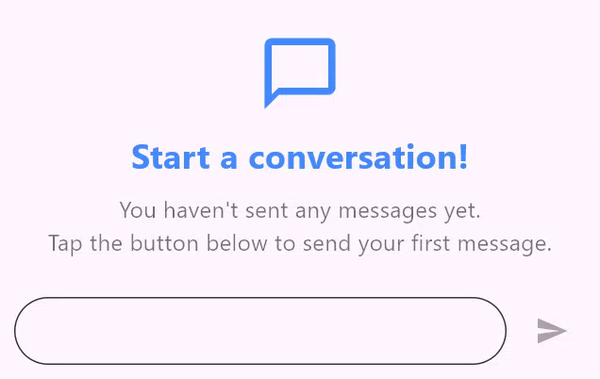 Start a conversation!
You haven't sent any messages yet.
Tap the button below to send your first message.